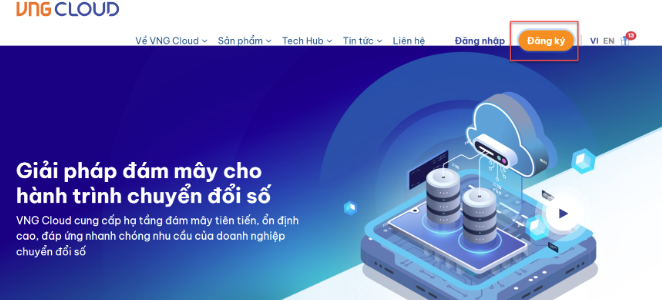 VNG CLOUD
Về VNG Cloud Sản phẩm Tech Hub Tin tức Liên hệ Đăng nhập Đăng ký VI EN 13
Giải pháp đám mây cho
hành trình chuyển đổi số
VNG Cloud cung cấp hạ tầng đám mây tiên tiến, ổn định
cao, đáp ứng nhanh chóng nhu cầu của doanh nghiệp
chuyển đổi số